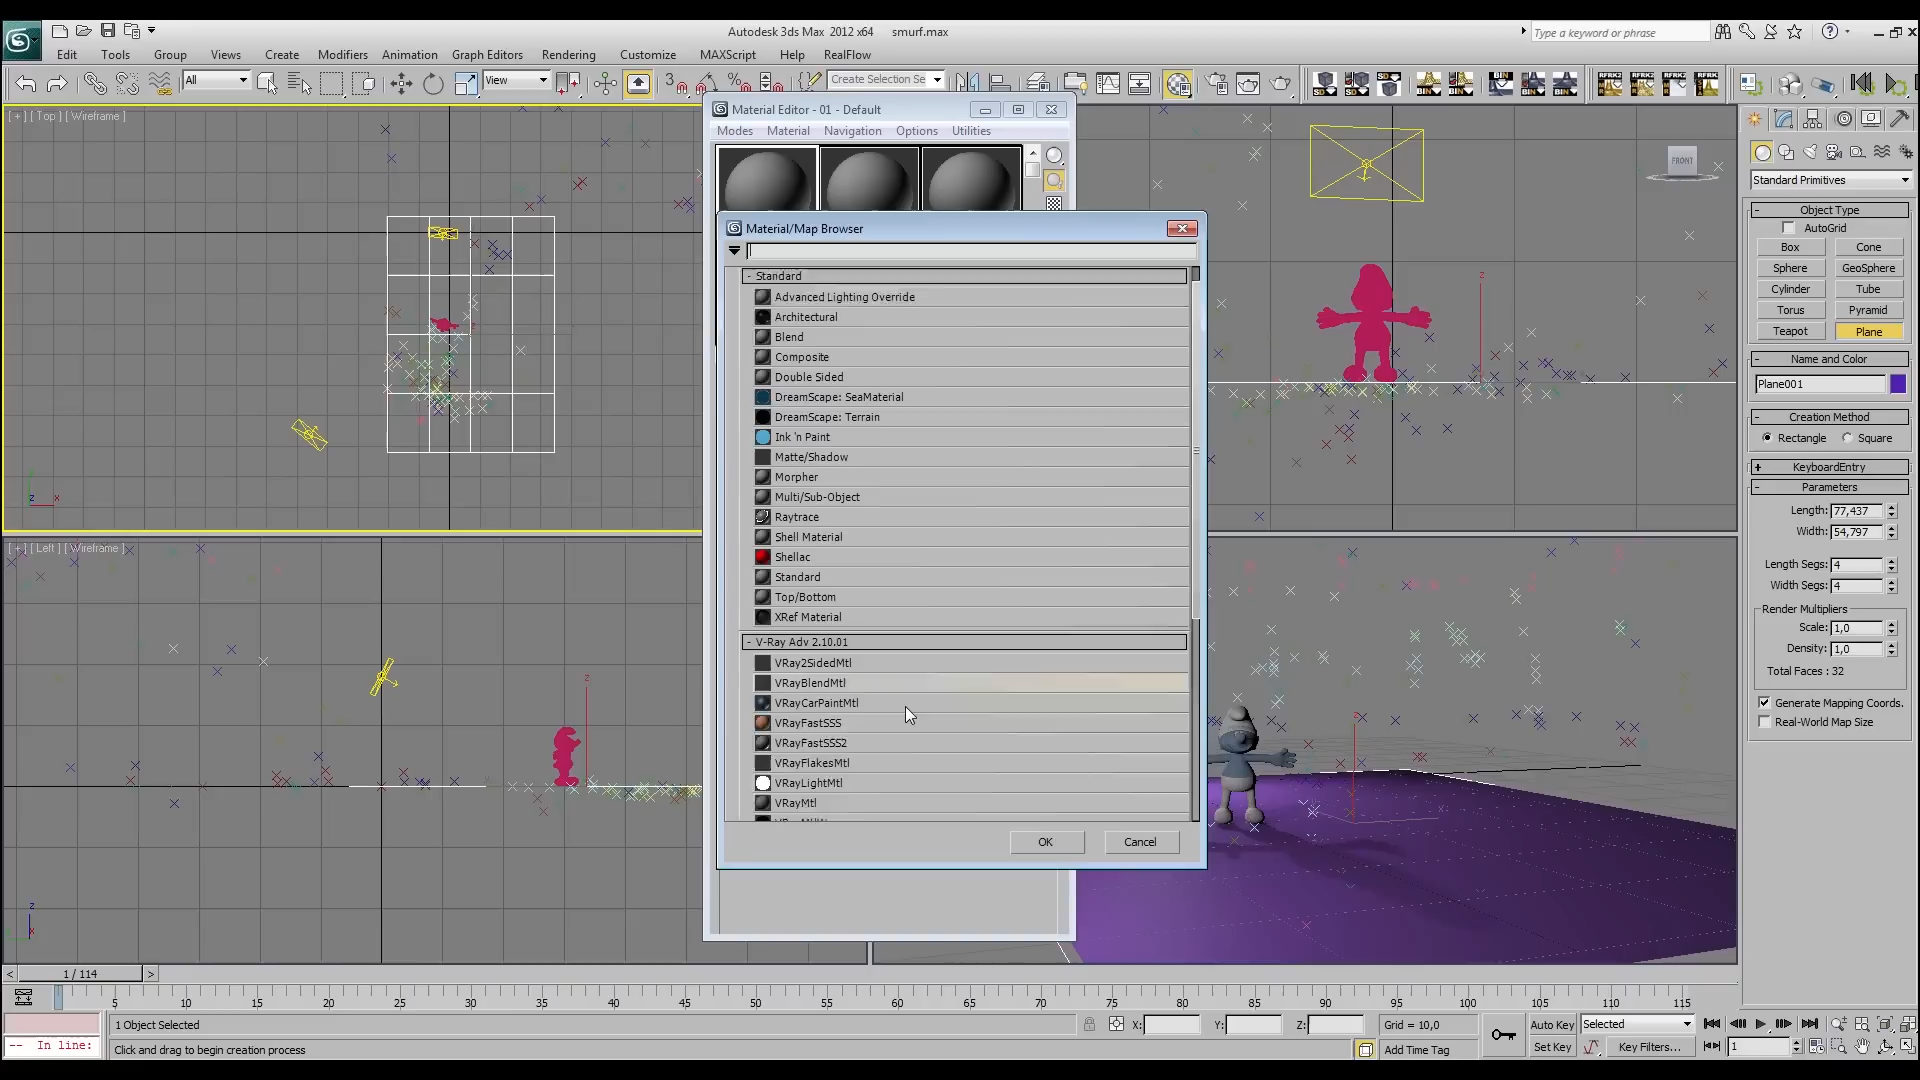 Autodesk 3ds Max 2012 x64 smurf.max
Type a keyword or phrase
Edit Tools Group Views Create Modifiers Animation Graph Editors Rendering Customize MAXScript Help RealFlow
All
View
Create Selection Se
[ + ] [ Top ] [ Wireframe ]
Material Editor - 01 - Default
Modes Material Navigation Options Utilities
FRONT
Material/Map Browser
- Standard
Advanced Lighting Override
Architectural
Blend
Composite
Double Sided
DreamScape: SeaMaterial
DreamScape: Terrain
Ink 'n Paint
Matte/Shadow
Morpher
Multi/Sub-Object
Raytrace
Shell Material
Shellac
Standard
Top/Bottom
XRef Material
- V-Ray Adv 2.10.01
VRay2SidedMtl
VRayBlendMtl
VRayCarPaintMtl
VRayFastSSS
VRayFastSSS2
VRayFlakesMtl
VRayLightMtl
VRayMtl
OK Cancel
[ + ] [ Left ] [ Wireframe ]
Standard Primitives
- Object Type
AutoGrid
Box Cone
Sphere GeoSphere
Cylinder Tube
Torus Pyramid
Teapot Plane
- Name and Color
Plane001
- Creation Method
Rectangle Square
+ KeyboardEntry
- Parameters
Length: 77,437
Width: 54,797
Length Segs: 4
Width Segs: 4
Render Multipliers
Scale: 1,0
Density: 1,0
Total Faces : 32
Generate Mapping Coords.
Real-World Map Size
< 1 / 114 >
5 10 15 20 25 30 35 40 45 50 55 60 65 70 75 80 85 90 95 100 105 110 115
1 Object Selected
X: Y: Z: Grid = 10,0
Auto Key Selected
-- In line:
Click and drag to begin creation process
Add Time Tag
Set Key Key Filters... 1